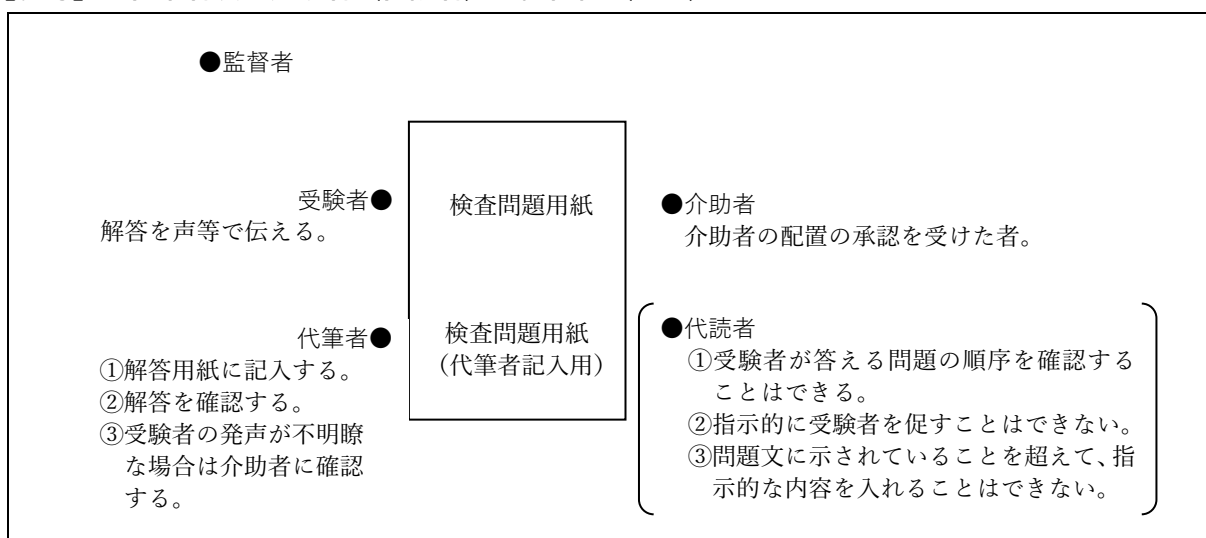 ●監督者
受験者●
解答を声等で伝える。
検査問題用紙
●介助者
介助者の配置の承認を受けた者。
代筆者●
①解答用紙に記入する。
②解答を確認する。
③受験者の発声が不明瞭
な場合は介助者に確認
する。
検査問題用紙
(代筆者記入用)
●代読者
①受験者が答える問題の順序を確認する
ことはできる。
②指示的に受験者を促すことはできない。
③問題文に示されていることを超えて、指
示的な内容を入れることはできない。